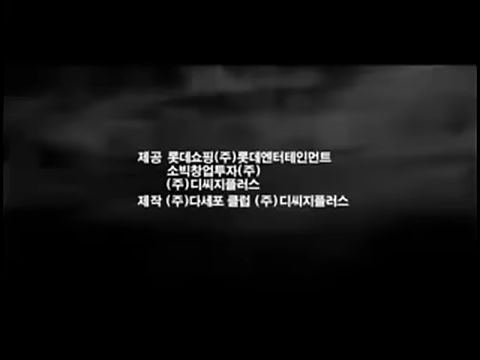 제공 롯데쇼핑(주)롯데엔터테인먼트
소빅창업투자(주)
(주)디씨지플러스
제작 (주)다세포 클럽 (주)디씨지플러스